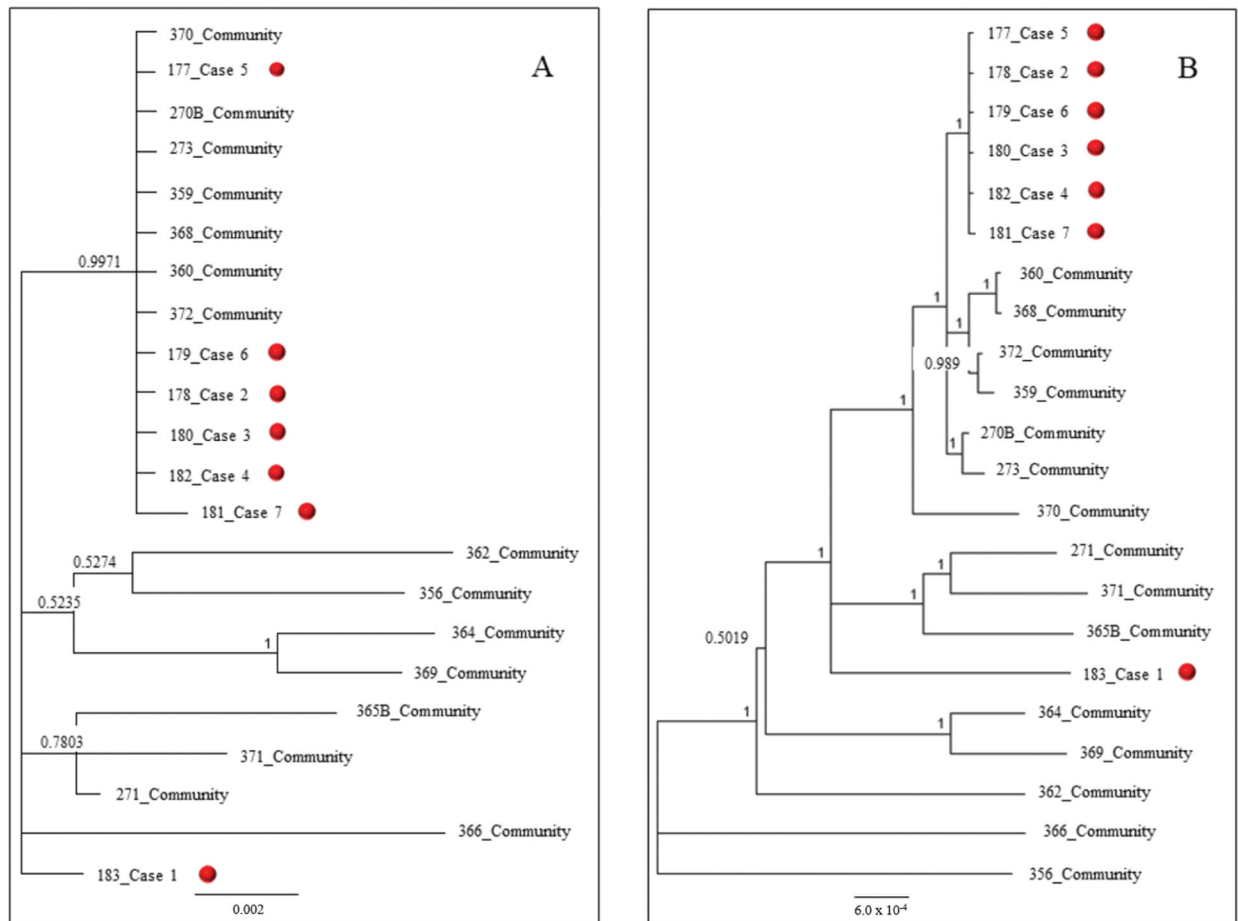 A
370_Community
177_Case 5
270B_Community
273_Community
359_Community
368_Community
0.9971
360_Community
372_Community
179_Case 6
178_Case 2
180_Case 3
182_Case 4
181_Case 7
362_Community
0.5274
356_Community
0.5235
364_Community
1
369_Community
365B_Community
0.7803
371_Community
271_Community
366_Community
183_Case 1
0.002
B
177_Case 5
178_Case 2
179_Case 6
1
180_Case 3
182_Case 4
181_Case 7
360_Community
1
1
368_Community
1
372_Community
0.989
359_Community
1
270B_Community
1
273_Community
370_Community
1
271_Community
1
371_Community
1
365B_Community
0.5019
183_Case 1
1
364_Community
1
369_Community
362_Community
366_Community
356_Community
6.0 x 10-4